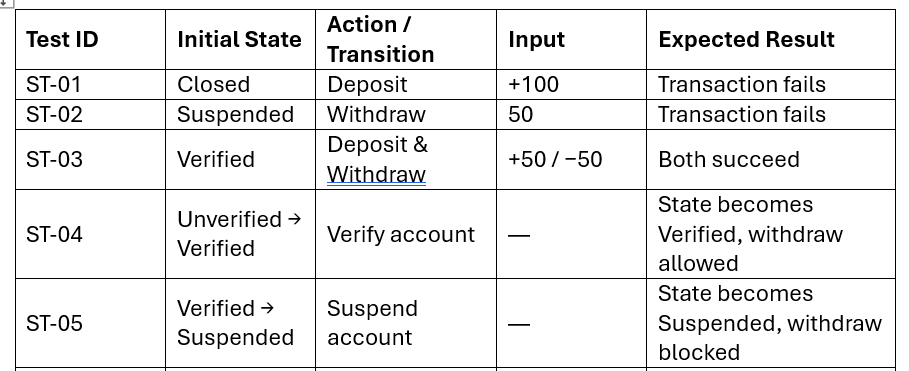 Test ID	Initial State	Action / Transition	Input	Expected Result
ST-01	Closed	Deposit	+100	Transaction fails
ST-02	Suspended	Withdraw	50	Transaction fails
ST-03	Verified	Deposit & Withdraw	+50 / −50	Both succeed
ST-04	Unverified → Verified	Verify account	—	State becomes Verified, withdraw allowed
ST-05	Verified → Suspended	Suspend account	—	State becomes Suspended, withdraw blocked